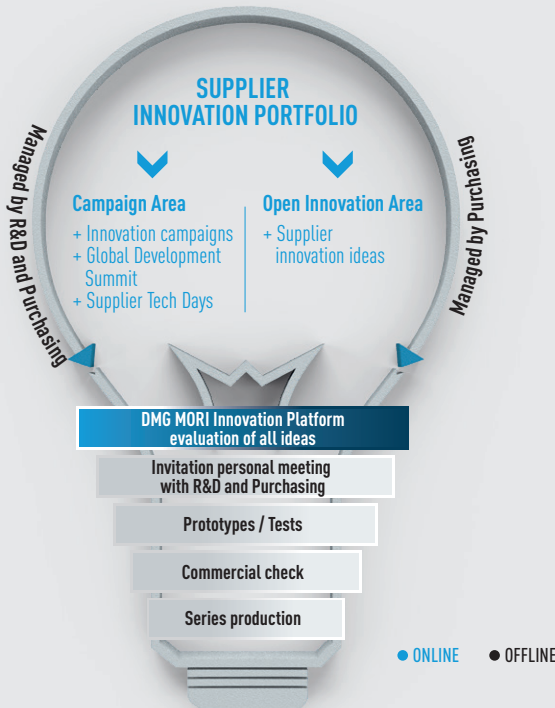 SUPPLIER
INNOVATION PORTFOLIO
Managed by R&D and Purchasing
Managed by Purchasing
Campaign Area
+ Innovation campaigns
+ Global Development
Summit
+ Supplier Tech Days
Open Innovation Area
+ Supplier
innovation ideas
DMG MORI Innovation Platform
evaluation of all ideas
Invitation personal meeting
with R&D and Purchasing
Prototypes / Tests
Commercial check
Series production
ONLINE
OFFLINE